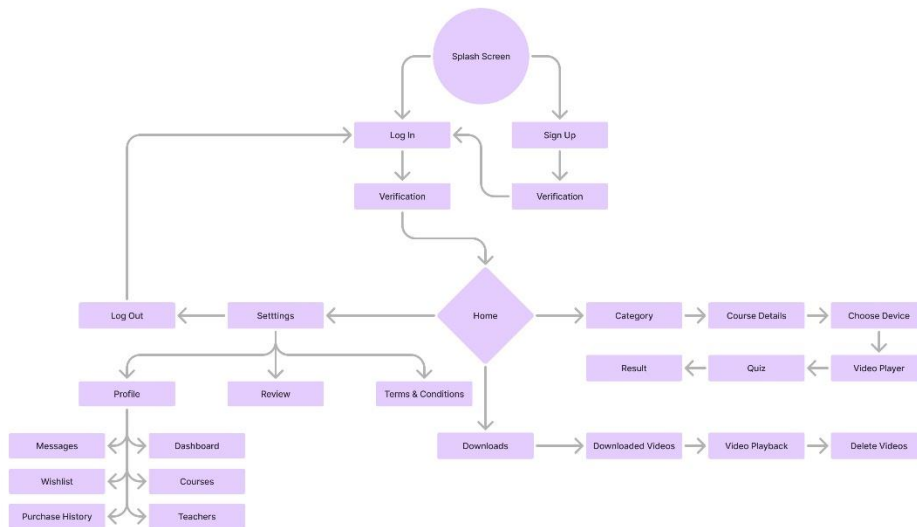 Splash Screen
Log In
Sign Up
Verification
Verification
Log Out
Setttings
Home
Category
Course Details
Choose Device
Result
Quiz
Video Player
Profile
Review
Terms & Conditions
Messages
Dashboard
Downloads
Downloaded Videos
Video Playback
Delete Videos
Wishlist
Courses
Purchase History
Teachers